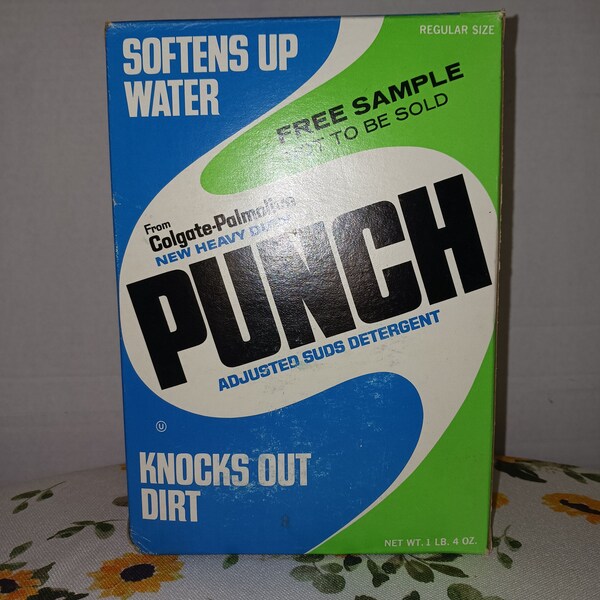 REGULAR SIZE
SOFTENS UP
WATER
FREE SAMPLE
NOT TO BE SOLD
From
Colgate-Palmolive
NEW HEAVY DUTY
PUNCH
ADJUSTED SUDS DETERGENT
U
KNOCKS OUT
DIRT
NET WT. 1 LB. 4 OZ.